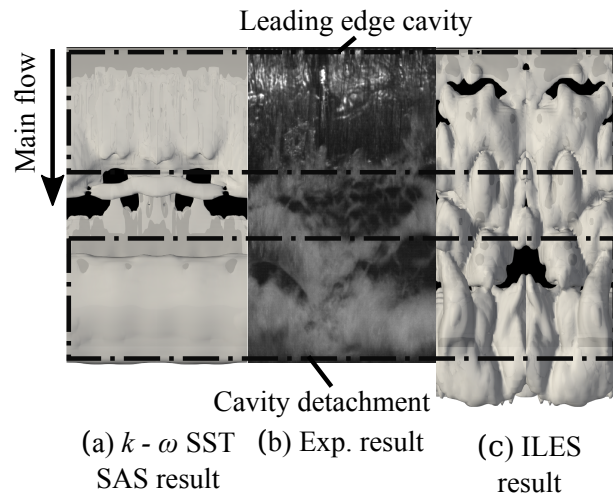 Leading edge cavity
Main flow
Cavity detachment
(a) k - ω SST
SAS result
(b) Exp. result
(c) ILES
result